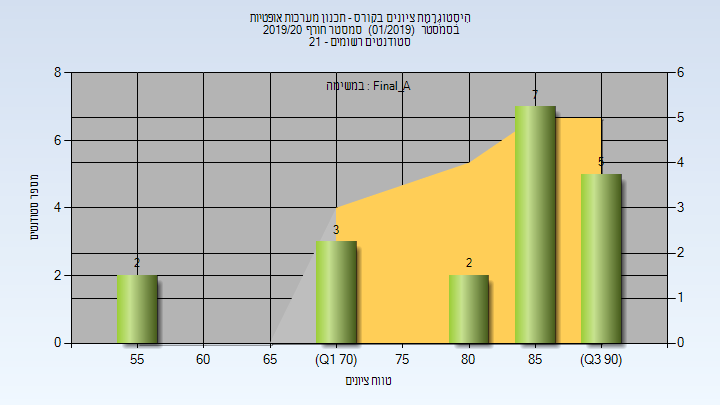 היסטוגרמת ציונים בקורס - תכנון מערכות אופטיות
בסמסטר (01/2019) סמסטר חורף 2019/20
סטודנטים רשומים - 21
במשימה : Final_A
8
6
4
2
0
מספר סטודנטים
6
5
4
3
2
1
0
2
3
2
7
5
55
60
65
(Q1 70)
75
80
85
(Q3 90)
טווח ציונים